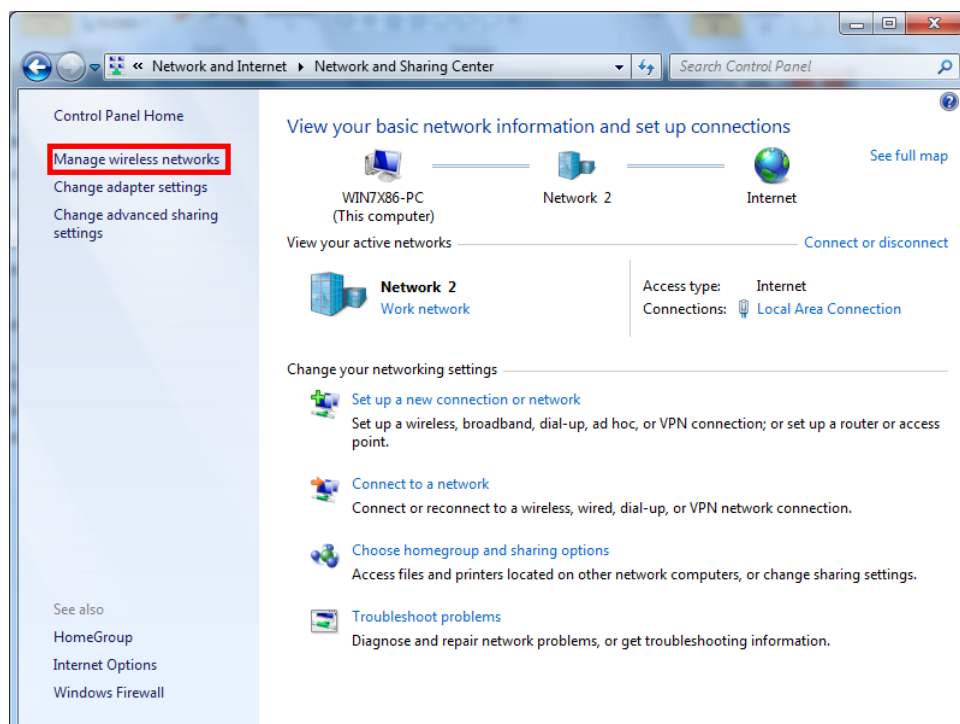 « Network and Internet ▸ Network and Sharing Center
Search Control Panel
Control Panel Home
Manage wireless networks
Change adapter settings
Change advanced sharing
settings
See also
HomeGroup
Internet Options
Windows Firewall
View your basic network information and set up connections
See full map
WIN7X86-PC
(This computer)
Network 2
Internet
View your active networks
Connect or disconnect
Network 2
Work network
Access type: Internet
Connections: Local Area Connection
Change your networking settings
Set up a new connection or network
Set up a wireless, broadband, dial-up, ad hoc, or VPN connection; or set up a router or access
point.
Connect to a network
Connect or reconnect to a wireless, wired, dial-up, or VPN network connection.
Choose homegroup and sharing options
Access files and printers located on other network computers, or change sharing settings.
Troubleshoot problems
Diagnose and repair network problems, or get troubleshooting information.